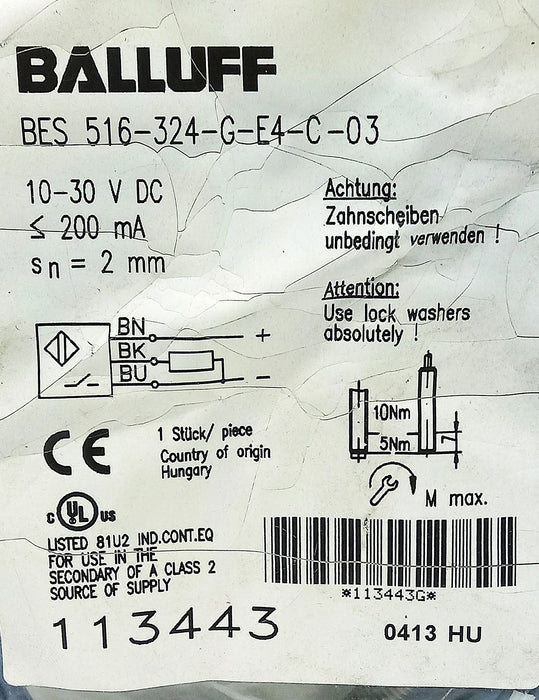 BALLUFF
BES 516-324-G-E4-C-03
10-30 V DC
≤ 200 mA
sn = 2 mm
Achtung:
Zahnscheiben
unbedingt verwenden !
Attention:
Use lock washers
absolutely !
BN +
BK
BU -
10Nm
5Nm 7
M max.
CE
1 Stück/ piece
Country of origin
Hungary
c UL us
LISTED 81U2 IND.CONT.EQ
FOR USE IN THE
SECONDARY OF A CLASS 2
SOURCE OF SUPPLY
*113443G*
113443
0413 HU